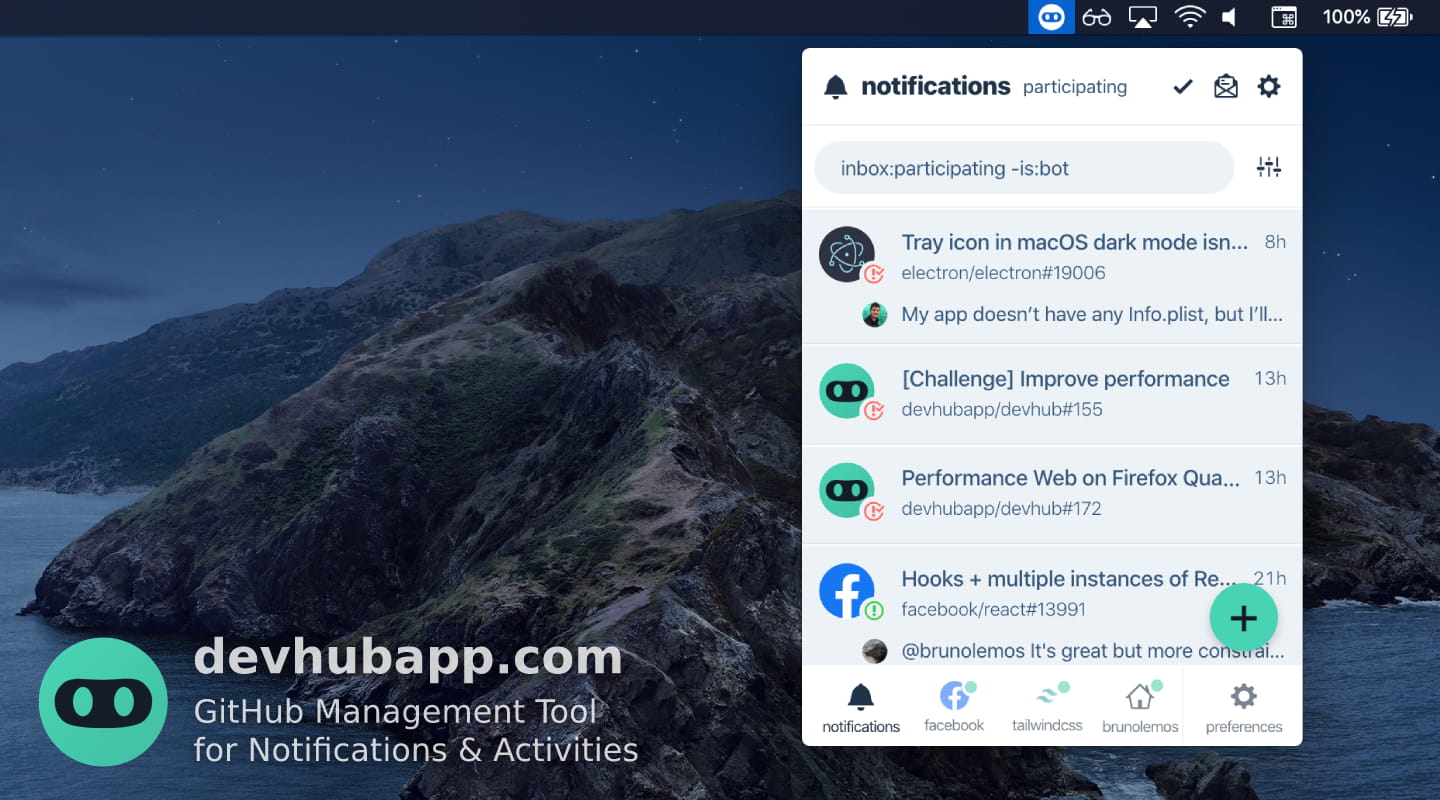 100%
notifications participating
inbox:participating -is:bot
Tray icon in macOS dark mode isn... 8h
electron/electron#19006
My app doesn’t have any Info.plist, but I’ll...
[Challenge] Improve performance 13h
devhubapp/devhub#155
Performance Web on Firefox Qua... 13h
devhubapp/devhub#172
Hooks + multiple instances of Re... 21h
facebook/react#13991
@brunolemos It's great but more constrai...
notifications facebook tailwindcss brunolemos preferences
devhubapp.com
GitHub Management Tool
for Notifications & Activities